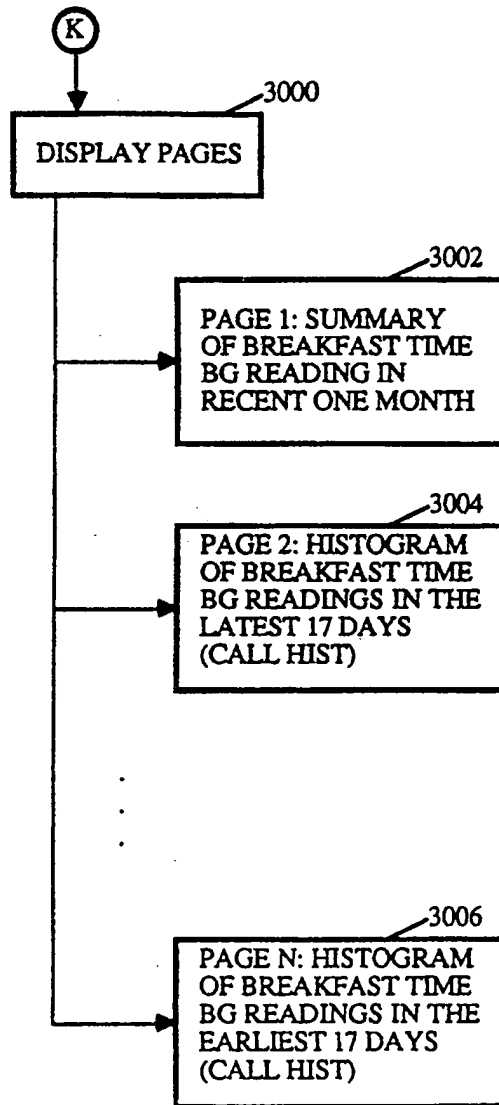 K
3000
DISPLAY PAGES
3002
PAGE 1: SUMMARY
OF BREAKFAST TIME
BG READING IN
RECENT ONE MONTH
3004
PAGE 2: HISTOGRAM
OF BREAKFAST TIME
BG READINGS IN THE
LATEST 17 DAYS
(CALL HIST)
3006
PAGE N: HISTOGRAM
OF BREAKFAST TIME
BG READINGS IN THE
EARLIEST 17 DAYS
(CALL HIST)